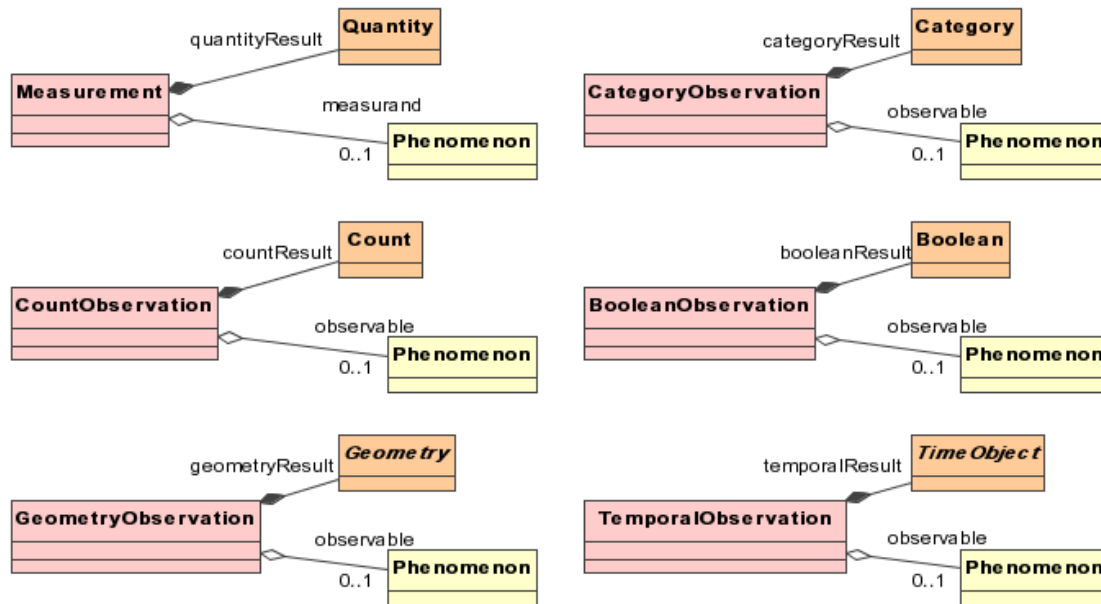 Quantity
quantityResult
Measurement
measurand
Phenomenon
0..1
Category
categoryResult
CategoryObservation
observable
Phenomenon
0..1
Count
countResult
CountObservation
observable
Phenomenon
0..1
Boolean
booleanResult
BooleanObservation
observable
Phenomenon
0..1
Geometry
geometryResult
GeometryObservation
observable
Phenomenon
0..1
TimeObject
temporalResult
TemporalObservation
observable
Phenomenon
0..1